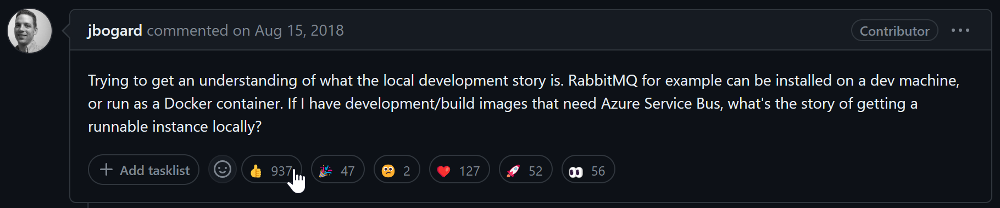 jbogard commented on Aug 15, 2018
Contributor
Trying to get an understanding of what the local development story is. RabbitMQ for example can be installed on a dev machine,
or run as a Docker container. If I have development/build images that need Azure Service Bus, what's the story of getting a
runnable instance locally?
Add tasklist 👍 937 🎉 47 😕 2 ❤️ 127 🚀 52 👀 56